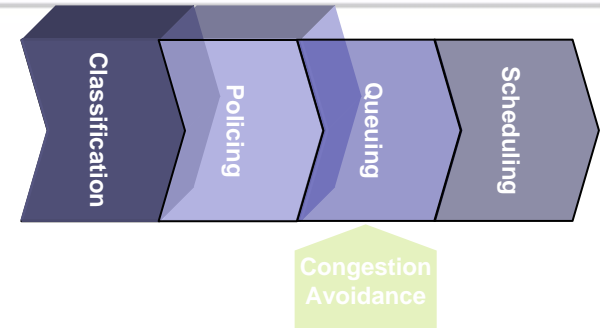 Classification
Policing
Queuing
Scheduling
Congestion
Avoidance